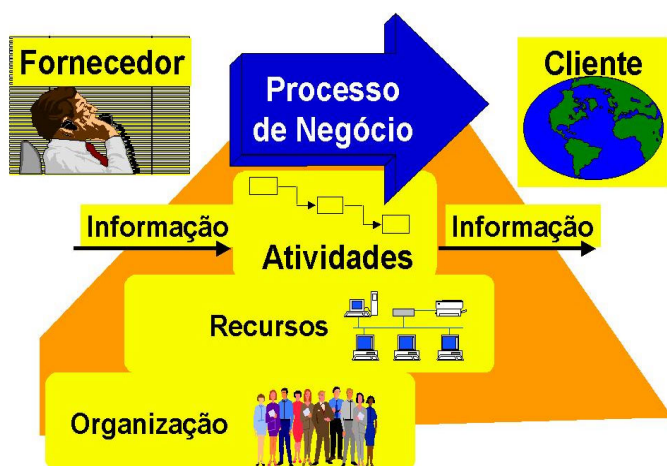 Fornecedor
Processo
de Negócio
Cliente
Informação
Informação
Atividades
Recursos
Organização